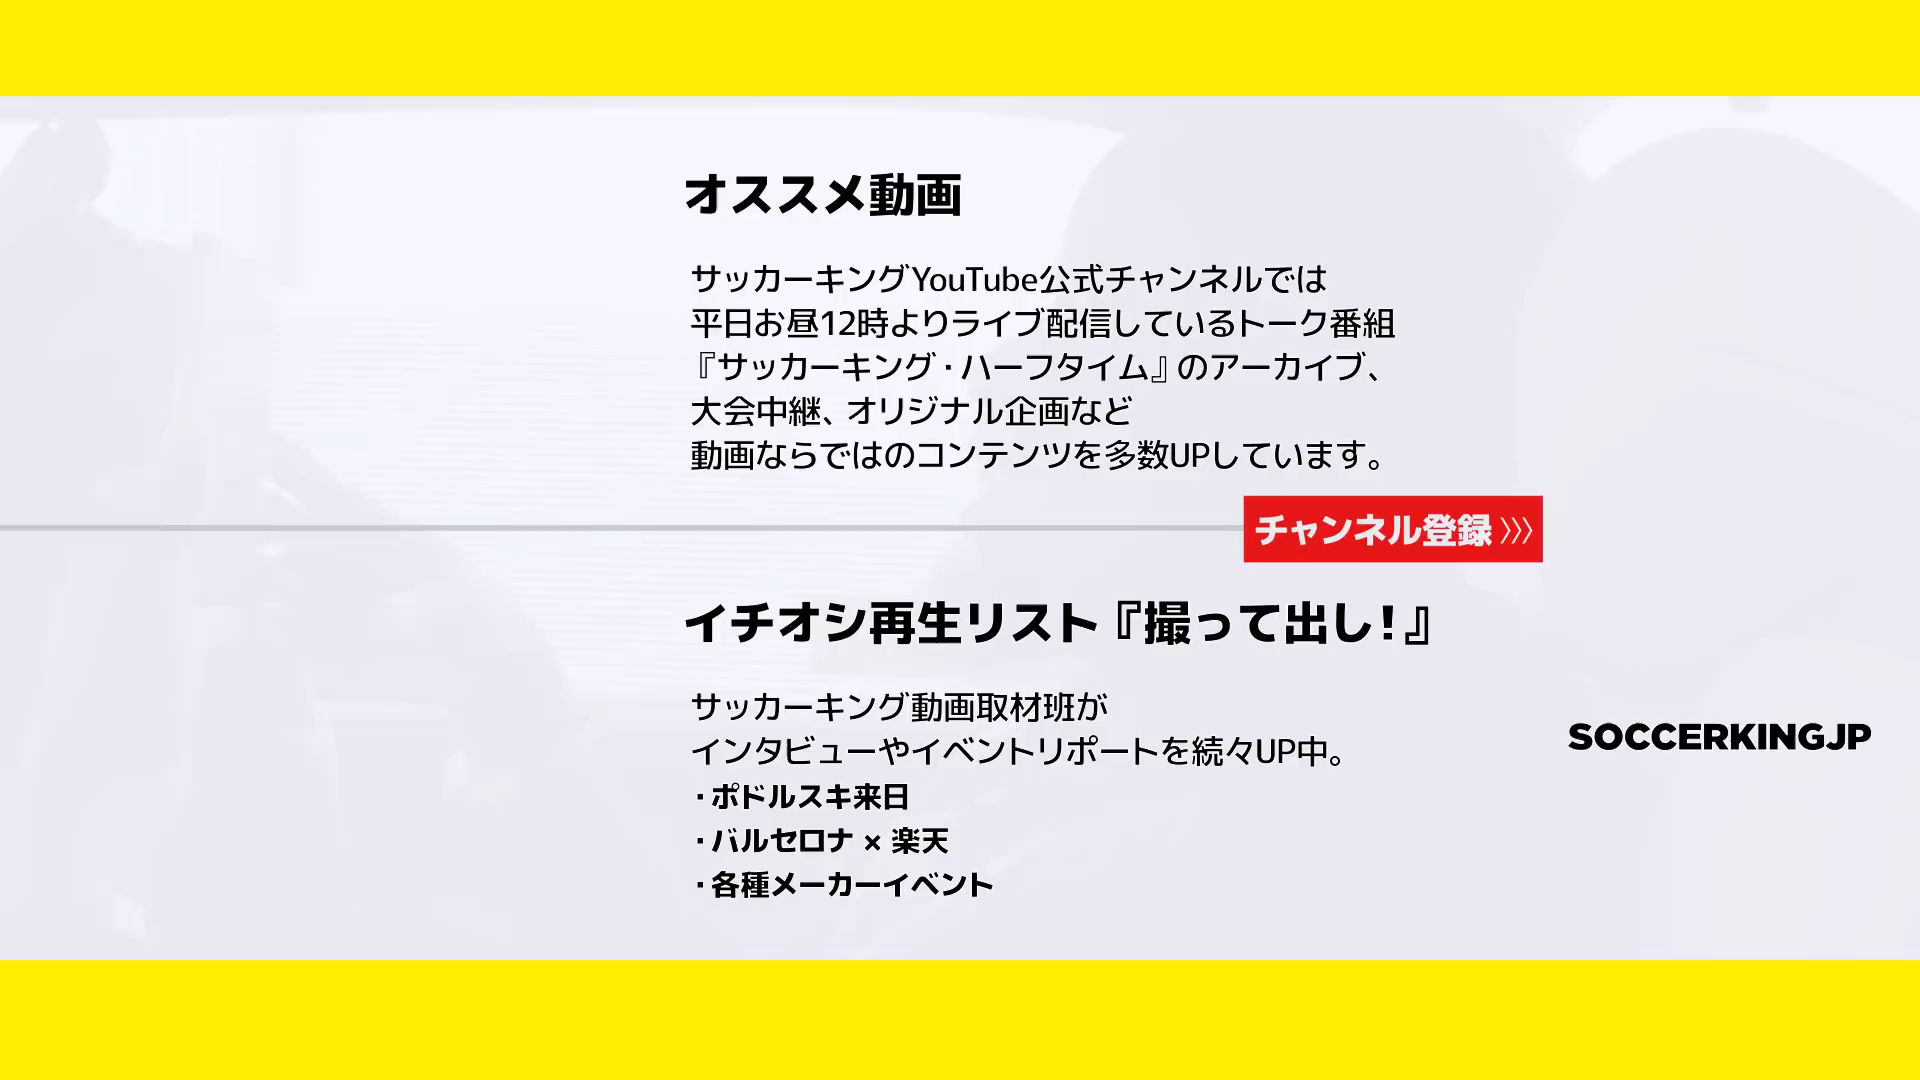 オススメ動画
サッカーキングYouTube公式チャンネルでは
平日お昼12時よりライブ配信しているトーク番組
『サッカーキング・ハーフタイム』のアーカイブ、
大会中継、オリジナル企画など
動画ならではのコンテンツを多数UPしています。
チャンネル登録 〉〉〉
イチオシ再生リスト『撮って出し！』
サッカーキング動画取材班が
インタビューやイベントリポートを続々UP中。
・ポドルスキ来日
・バルセロナ × 楽天
・各種メーカーイベント
SOCCERKINGJP